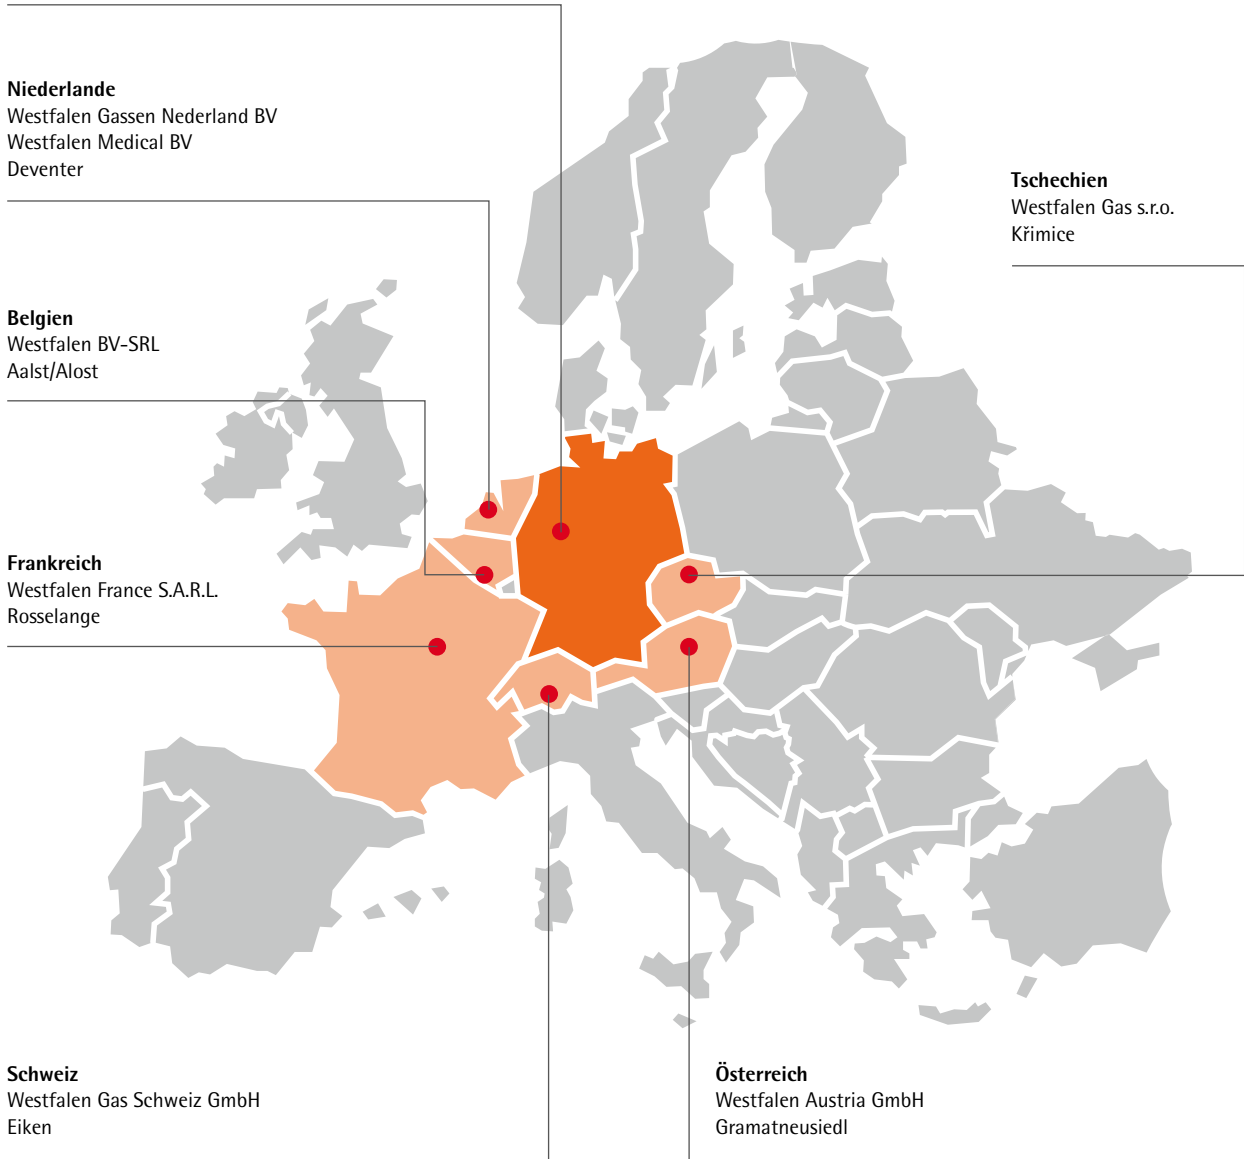 Niederlande
Westfalen Gassen Nederland BV
Westfalen Medical BV
Deventer
Tschechien
Westfalen Gas s.r.o.
Křimice
Belgien
Westfalen BV-SRL
Aalst/Alost
Frankreich
Westfalen France S.A.R.L.
Rosselange
Schweiz
Westfalen Gas Schweiz GmbH
Eiken
Österreich
Westfalen Austria GmbH
Gramatneusiedl